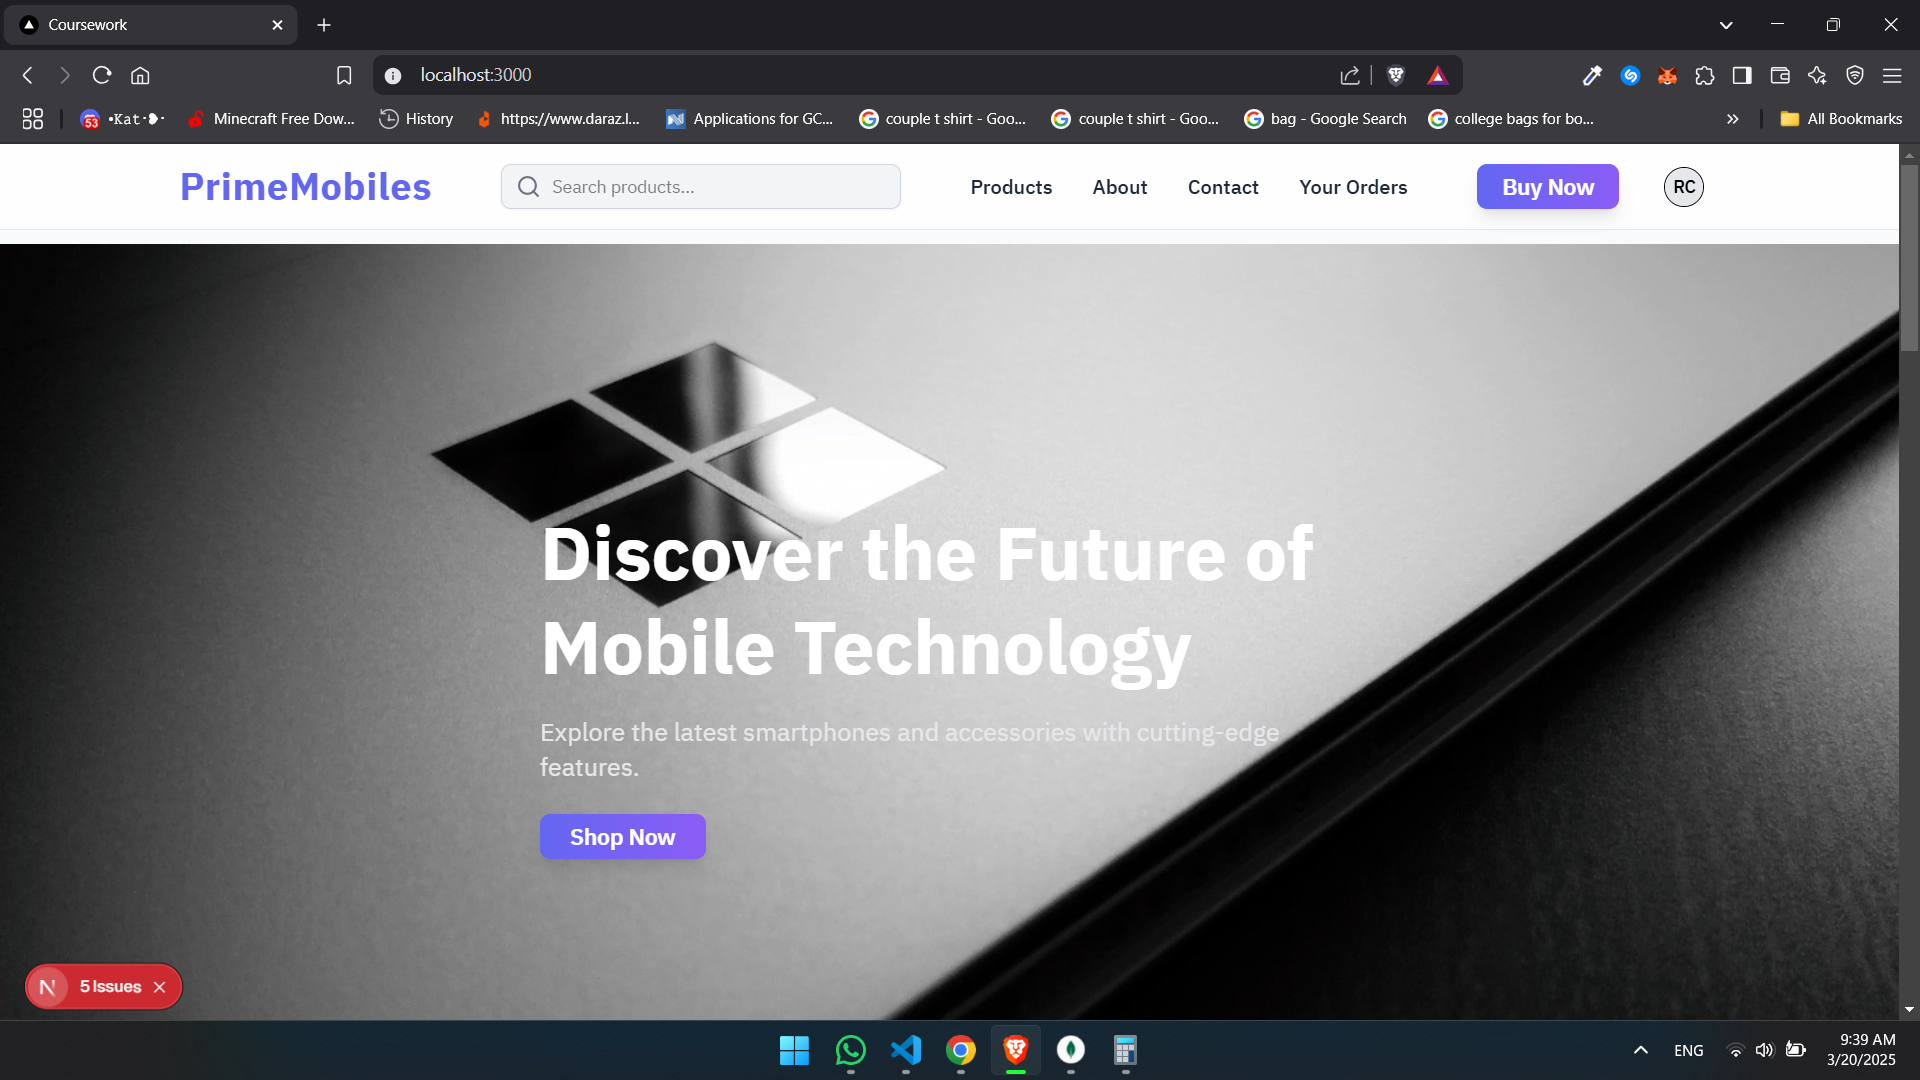 Coursework
localhost:3000
53 •Kat･❥･
Minecraft Free Dow...
History
https://www.daraz.l...
Applications for GC...
couple t shirt - Goo...
couple t shirt - Goo...
bag - Google Search
college bags for bo...
All Bookmarks
PrimeMobiles
Search products...
Products
About
Contact
Your Orders
Buy Now
RC
Discover the Future of
Mobile Technology
Explore the latest smartphones and accessories with cutting-edge
features.
Shop Now
N 5 Issues
ENG
9:39 AM
3/20/2025